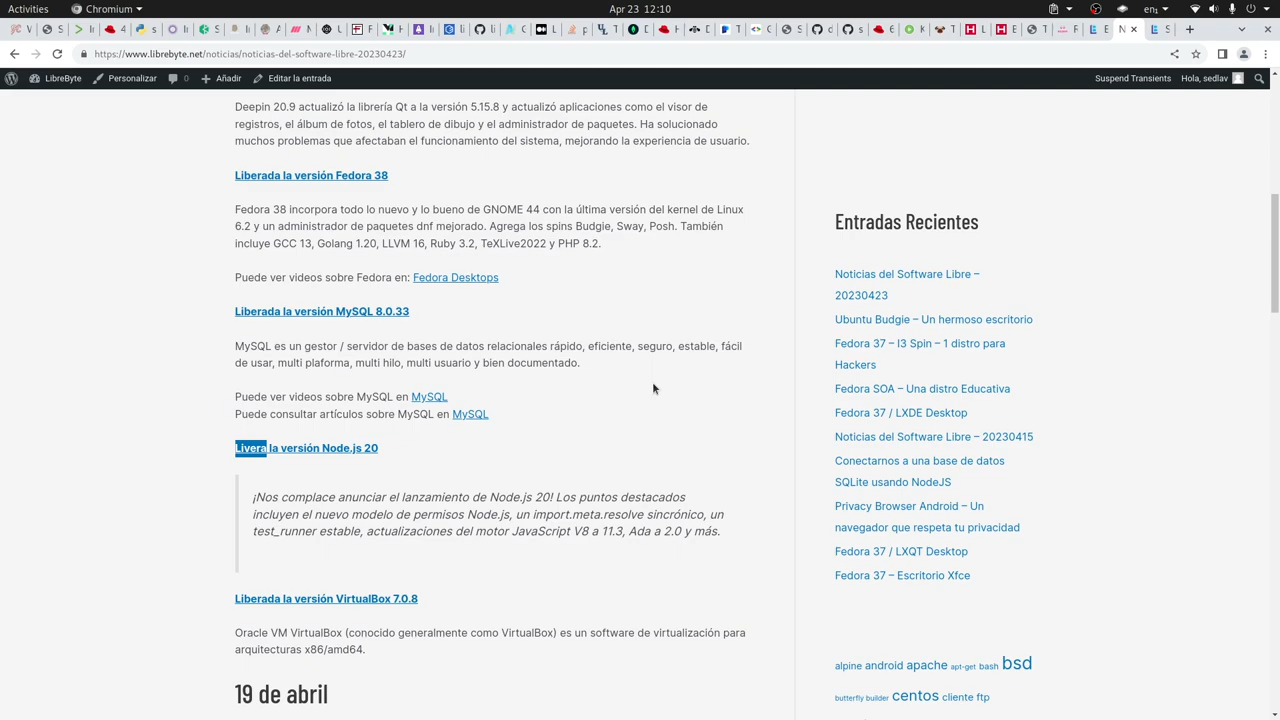 Activities
Chromium
Apr 23 12:10
en
N
https://www.librebyte.net/noticias/noticias-del-software-libre-20230423/
LibreByte
Personalizar
0
Añadir
Editar la entrada
Suspend Transients
Hola, sedlav
Deepin 20.9 actualizó la librería Qt a la versión 5.15.8 y actualizó aplicaciones como el visor de
registros, el álbum de fotos, el tablero de dibujo y el administrador de paquetes. Ha solucionado
muchos problemas que afectaban el funcionamiento del sistema, mejorando la experiencia de usuario.
Liberada la versión Fedora 38
Fedora 38 incorpora todo lo nuevo y lo bueno de GNOME 44 con la última versión del kernel de Linux
6.2 y un administrador de paquetes dnf mejorado. Agrega los spins Budgie, Sway, Posh. También
incluye GCC 13, Golang 1.20, LLVM 16, Ruby 3.2, TeXLive2022 y PHP 8.2.
Puede ver videos sobre Fedora en: Fedora Desktops
Liberada la versión MySQL 8.0.33
MySQL es un gestor / servidor de bases de datos relacionales rápido, eficiente, seguro, estable, fácil
de usar, multi plaforma, multi hilo, multi usuario y bien documentado.
Puede ver videos sobre MySQL en MySQL
Puede consultar artículos sobre MySQL en MySQL
Livera la versión Node.js 20
¡Nos complace anunciar el lanzamiento de Node.js 20! Los puntos destacados
incluyen el nuevo modelo de permisos Node.js, un import.meta.resolve sincrónico, un
test_runner estable, actualizaciones del motor JavaScript V8 a 11.3, Ada a 2.0 y más.
Liberada la versión VirtualBox 7.0.8
Oracle VM VirtualBox (conocido generalmente como VirtualBox) es un software de virtualización para
arquitecturas x86/amd64.
19 de abril
Entradas Recientes
Noticias del Software Libre –
20230423
Ubuntu Budgie – Un hermoso escritorio
Fedora 37 – I3 Spin – 1 distro para
Hackers
Fedora SOA – Una distro Educativa
Fedora 37 / LXDE Desktop
Noticias del Software Libre – 20230415
Conectarnos a una base de datos
SQLite usando NodeJS
Privacy Browser Android – Un
navegador que respeta tu privacidad
Fedora 37 / LXQT Desktop
Fedora 37 – Escritorio Xfce
alpine android apache apt-get bash bsd
butterfly builder centos cliente ftp